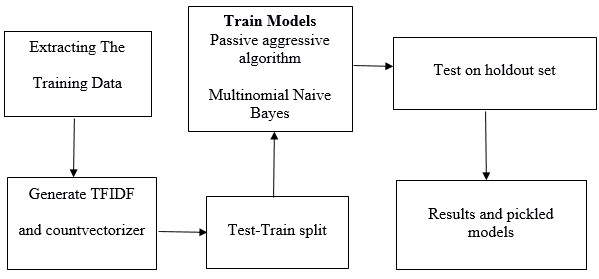 Extracting The
Training Data
Generate TFIDF
and countvectorizer
Test-Train split
Train Models
Passive aggressive
algorithm
Multinomial Naive
Bayes
Test on holdout set
Results and pickled
models